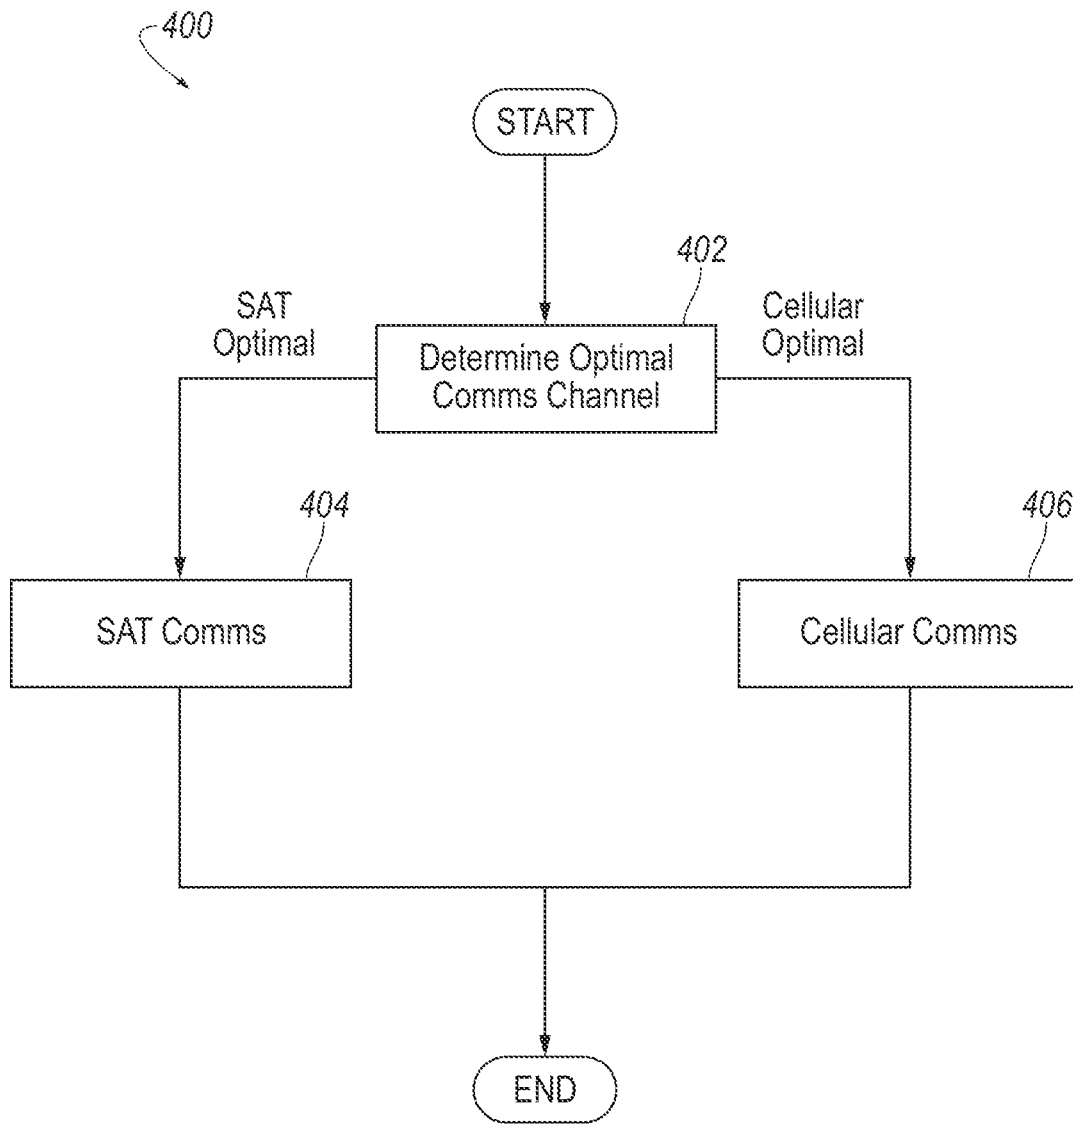 400
START
402
SAT
Optimal
Cellular
Optimal
Determine Optimal
Comms Channel
404
406
SAT Comms
Cellular Comms
END